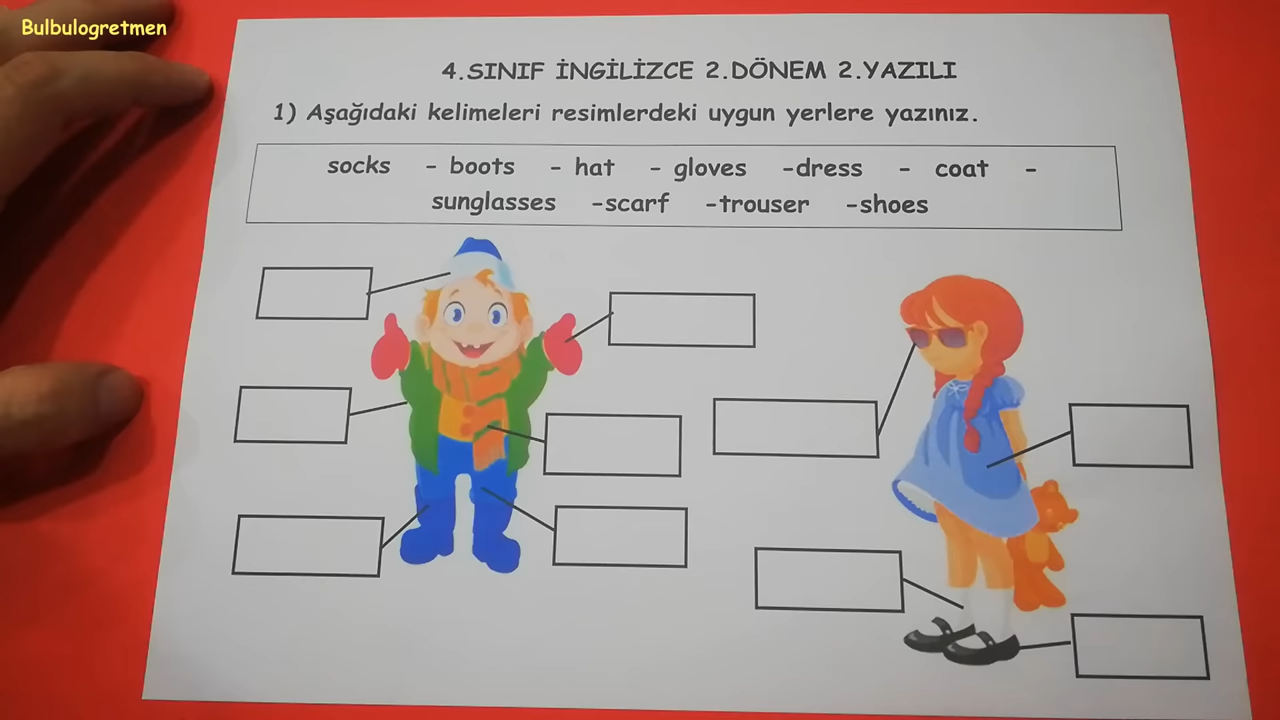 Bulbulogretmen
4.SINIF İNGİLİZCE 2.DÖNEM 2.YAZILI
1) Aşağıdaki kelimeleri resimlerdeki uygun yerlere yazınız.
socks - boots - hat - gloves -dress - coat -
sunglasses -scarf -trouser -shoes